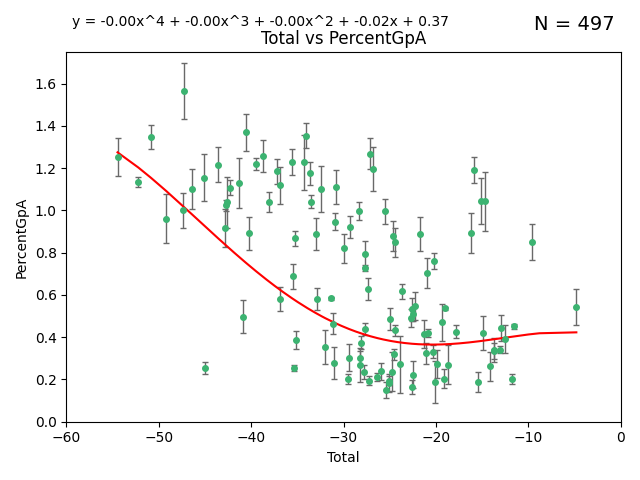 y = -0.00x^4 + -0.00x^3 + -0.00x^2 + -0.02x + 0.37
N = 497
Total vs PercentGpA
1.6
1.4
1.2
1.0
0.8
0.6
0.4
0.2
0.0
PercentGpA
−60 −50 −40 −30 −20 −10 0
Total